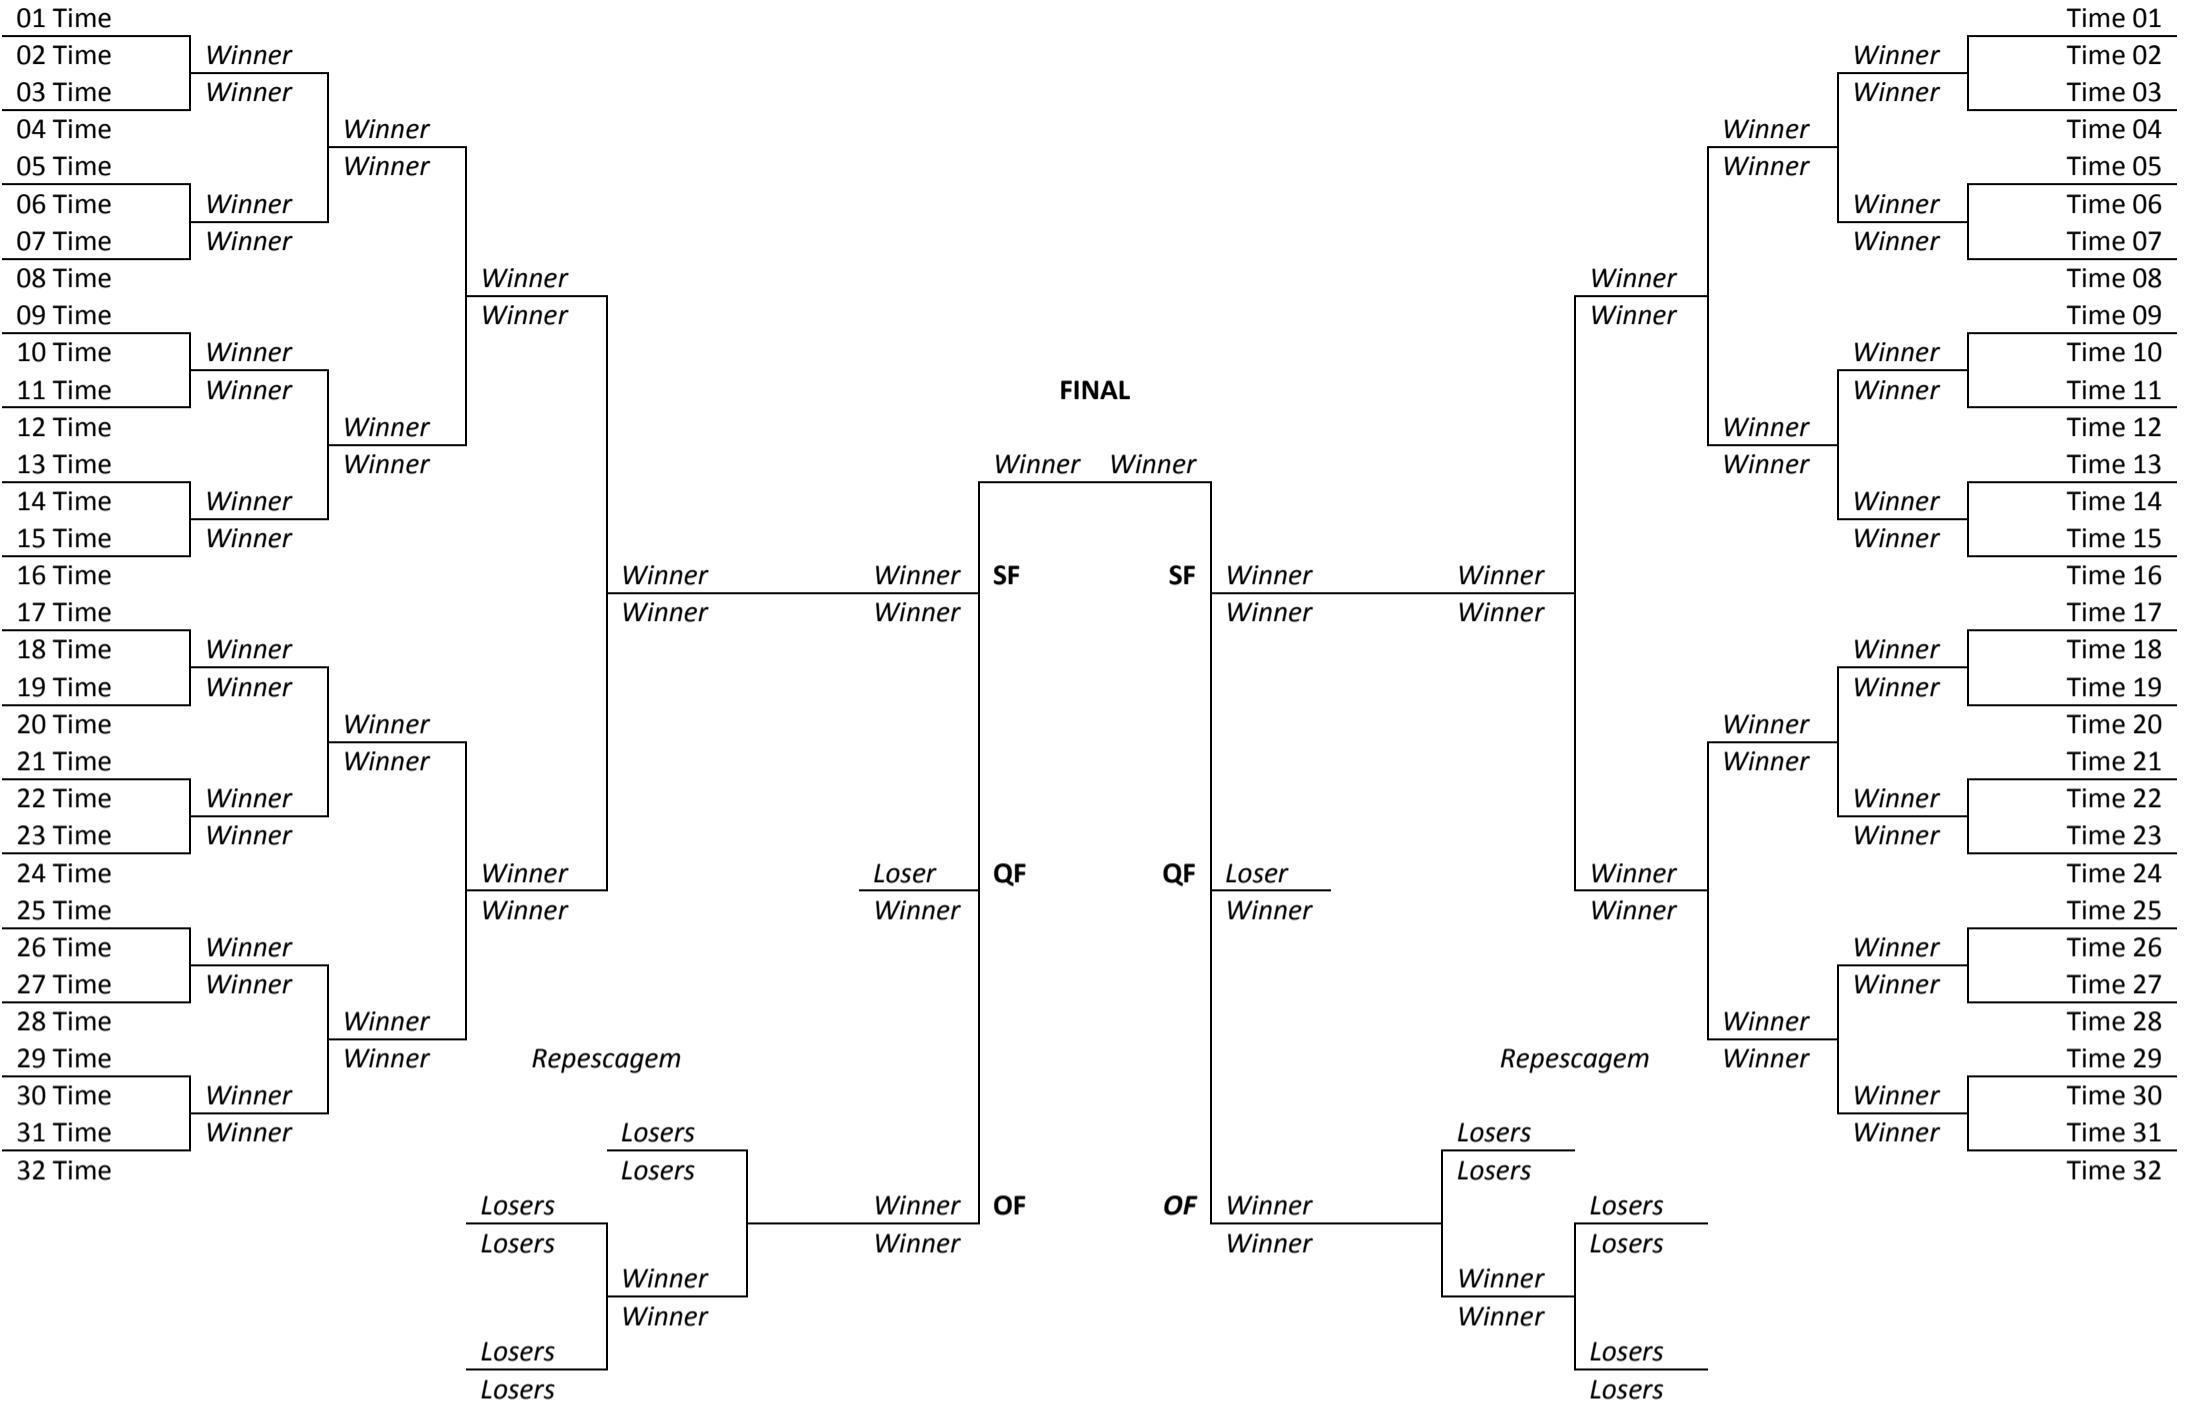 01 Time Time 01
02 Time Winner Winner Time 02
03 Time Winner Winner Time 03
04 Time Winner Winner Time 04
05 Time Winner Winner Time 05
06 Time Winner Winner Time 06
07 Time Winner Winner Time 07
08 Time Winner Winner Time 08
09 Time Winner Winner Time 09
10 Time Winner Winner Time 10
11 Time Winner FINAL Winner Time 11
12 Time Winner Winner Time 12
13 Time Winner Winner Winner Winner Time 13
14 Time Winner Winner Time 14
15 Time Winner Winner Time 15
16 Time Winner Winner SF SF Winner Winner Time 16
17 Time Winner Winner Winner Winner Time 17
18 Time Winner Winner Time 18
19 Time Winner Winner Time 19
20 Time Winner Winner Time 20
21 Time Winner Winner Time 21
22 Time Winner Winner Time 22
23 Time Winner Winner Time 23
24 Time Winner Loser QF QF Loser Winner Time 24
25 Time Winner Winner Winner Winner Time 25
26 Time Winner Winner Time 26
27 Time Winner Winner Time 27
28 Time Winner Winner Time 28
29 Time Winner Repescagem Repescagem Winner Time 29
30 Time Winner Winner Time 30
31 Time Winner Losers Losers Winner Time 31
32 Time Losers Losers Time 32
Losers Winner OF OF Winner Losers
Losers Winner Winner Losers
Winner Winner
Winner Winner
Losers Losers
Losers Losers